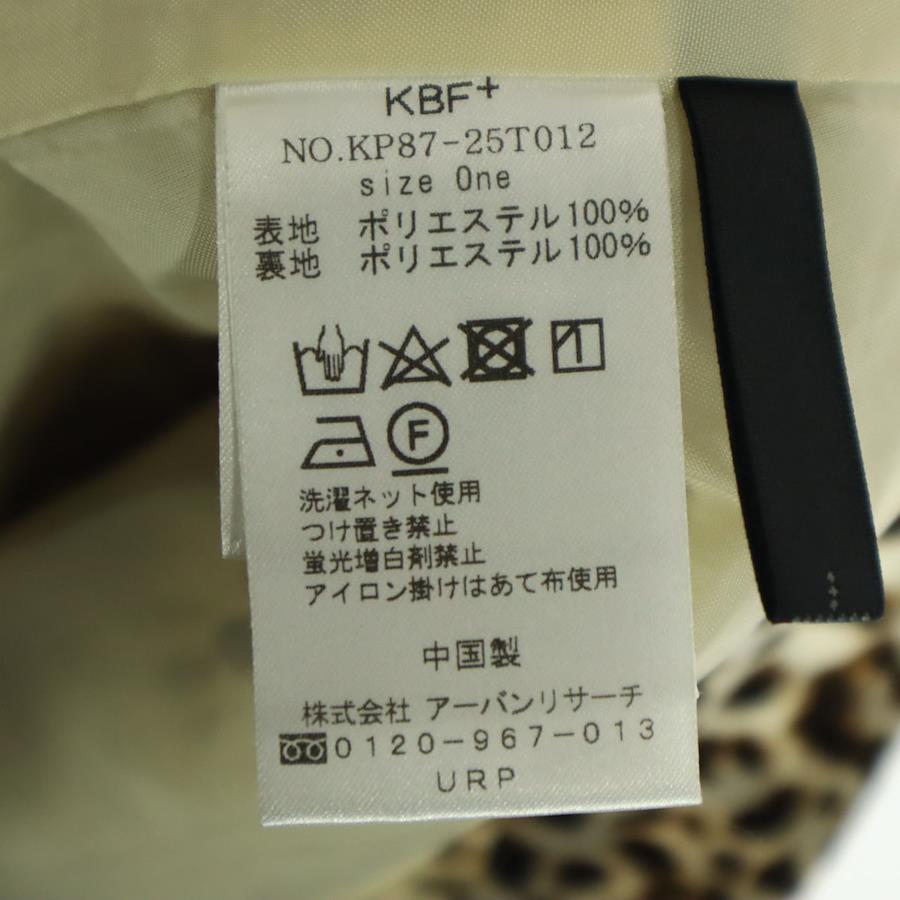 KBF+
NO.KP87-25T012
size One
表地 ポリエステル100%
裏地 ポリエステル100%
F
洗濯ネット使用
つけ置き禁止
蛍光増白剤禁止
アイロン掛けはあて布使用
中国製
株式会社 アーバンリサーチ
0120-967-013
URP